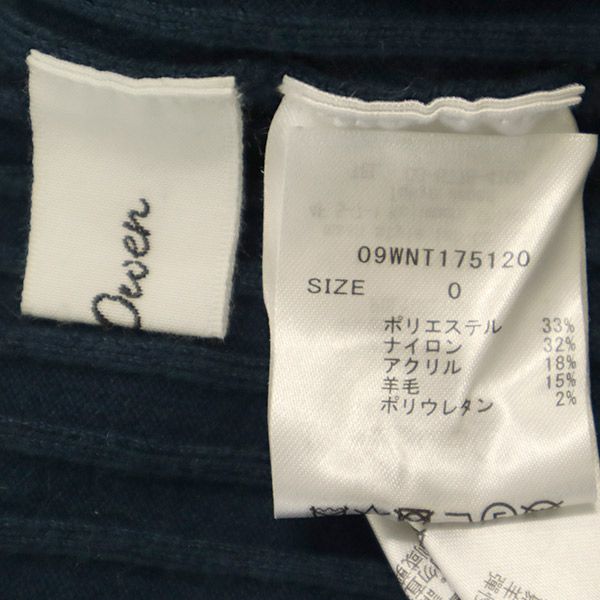 Owen
09WNT175120
SIZE 0
ポリエステル 33%
ナイロン 32%
アクリル 18%
羊毛 15%
ポリウレタン 2%